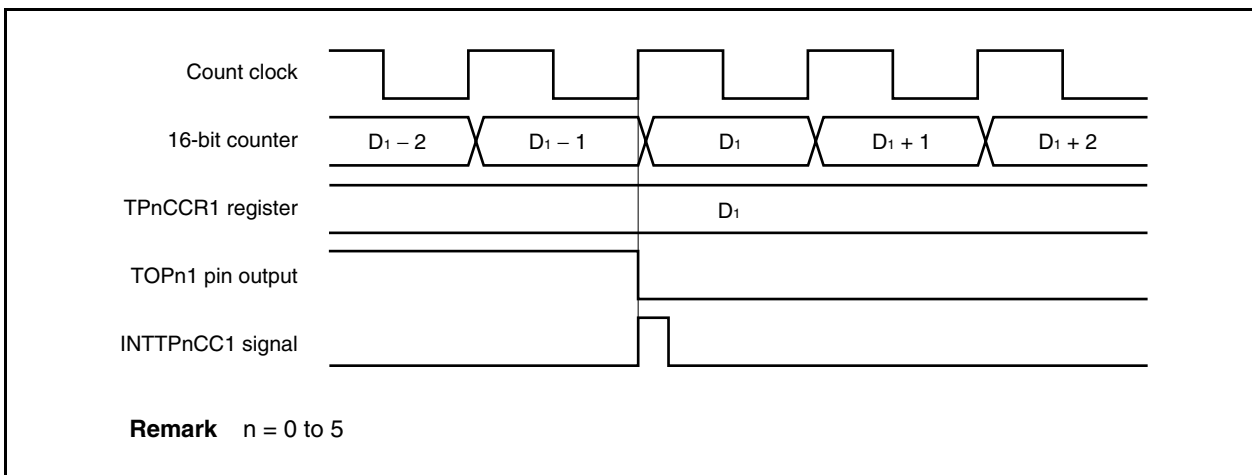 Count clock
16-bit counter D₁ – 2 D₁ – 1 D₁ D₁ + 1 D₁ + 2
TPnCCR1 register D₁
TOPn1 pin output
INTTPnCC1 signal
Remark n = 0 to 5